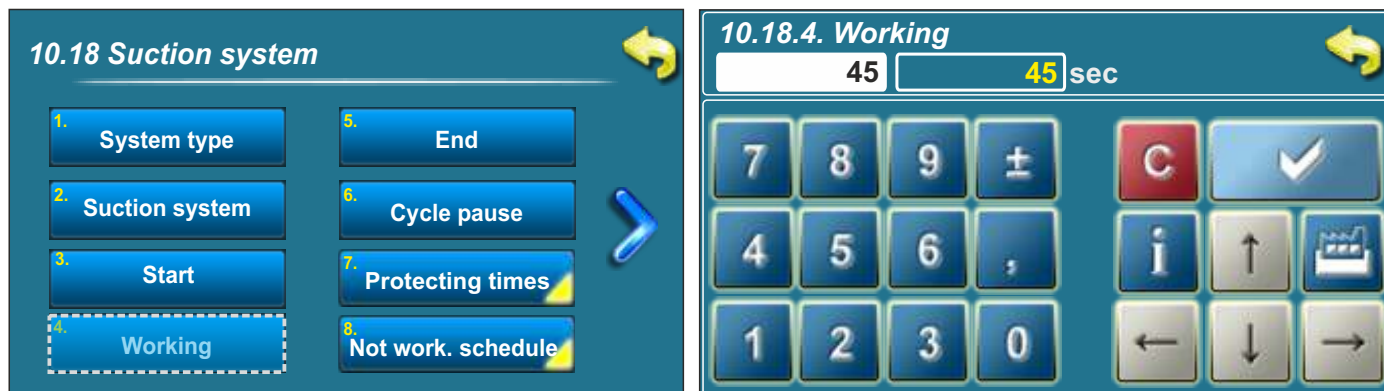 10.18 Suction system
1.
System type
2.
Suction system
3.
Start
4.
Working
5.
End
6.
Cycle pause
7.
Protecting times
8.
Not work. schedule
10.18.4. Working
45 45 sec
7 8 9 ± C
4 5 6 , i ↑
1 2 3 0 ← ↓ →